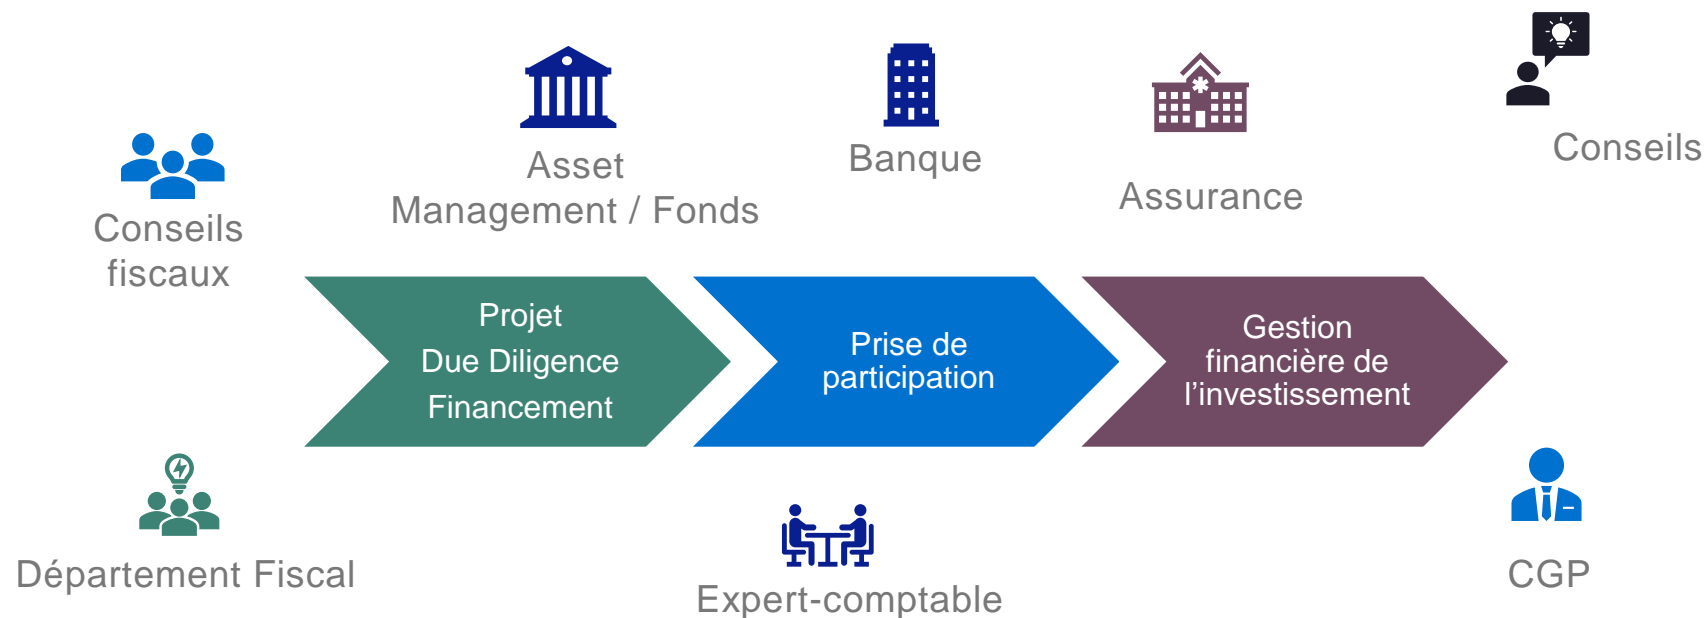 Conseils
fiscaux
Asset
Management / Fonds
Banque
Assurance
Conseils
Projet
Due Diligence
Financement
Prise de
participation
Gestion
financière de
l’investissement
Département Fiscal
Expert-comptable
CGP